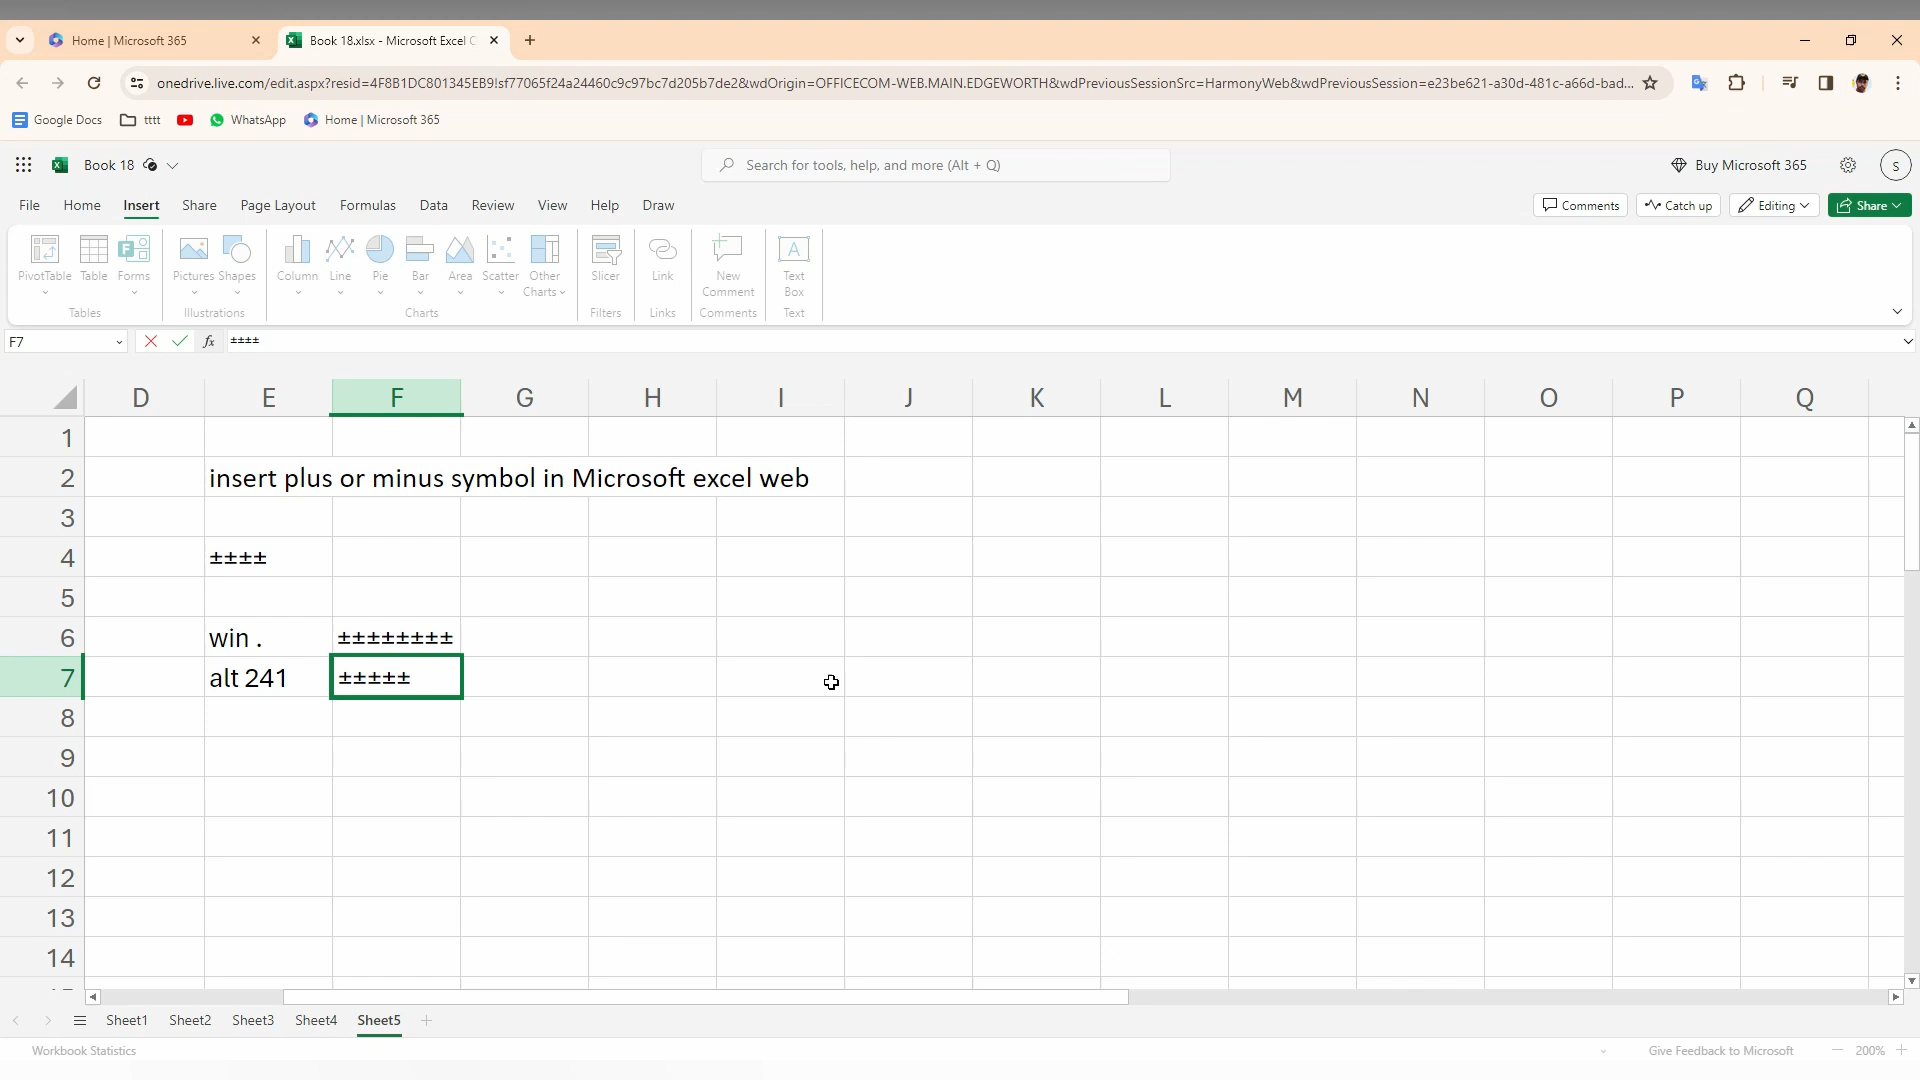 Home | Microsoft 365
Book 18.xlsx - Microsoft Excel C
onedrive.live.com/edit.aspx?resid=4F8B1DC801345EB9!sf77065f24a24460c9c97bc7d205b7de2&wdOrigin=OFFICECOM-WEB.MAIN.EDGEWORTH&wdPreviousSessionSrc=HarmonyWeb&wdPreviousSession=e23be621-a30d-481c-a66d-bad...
Google Docs tttt WhatsApp Home | Microsoft 365
Book 18 Search for tools, help, and more (Alt + Q) Buy Microsoft 365 S
File Home Insert Share Page Layout Formulas Data Review View Help Draw Comments Catch up Editing Share
PivotTable Table Forms Pictures Shapes Column Line Pie Bar Area Scatter Other Charts Slicer Link New Comment A Text Box
Tables Illustrations Charts Filters Links Comments Text
F7 fx ±±±±
D E F G H I J K L M N O P Q
1
2 insert plus or minus symbol in Microsoft excel web
3
4 ±±±±
5
6 win . ±±±±±±±±
7 alt 241 ±±±±±
8
9
10
11
12
13
14
Sheet1 Sheet2 Sheet3 Sheet4 Sheet5
Workbook Statistics Give Feedback to Microsoft 200%